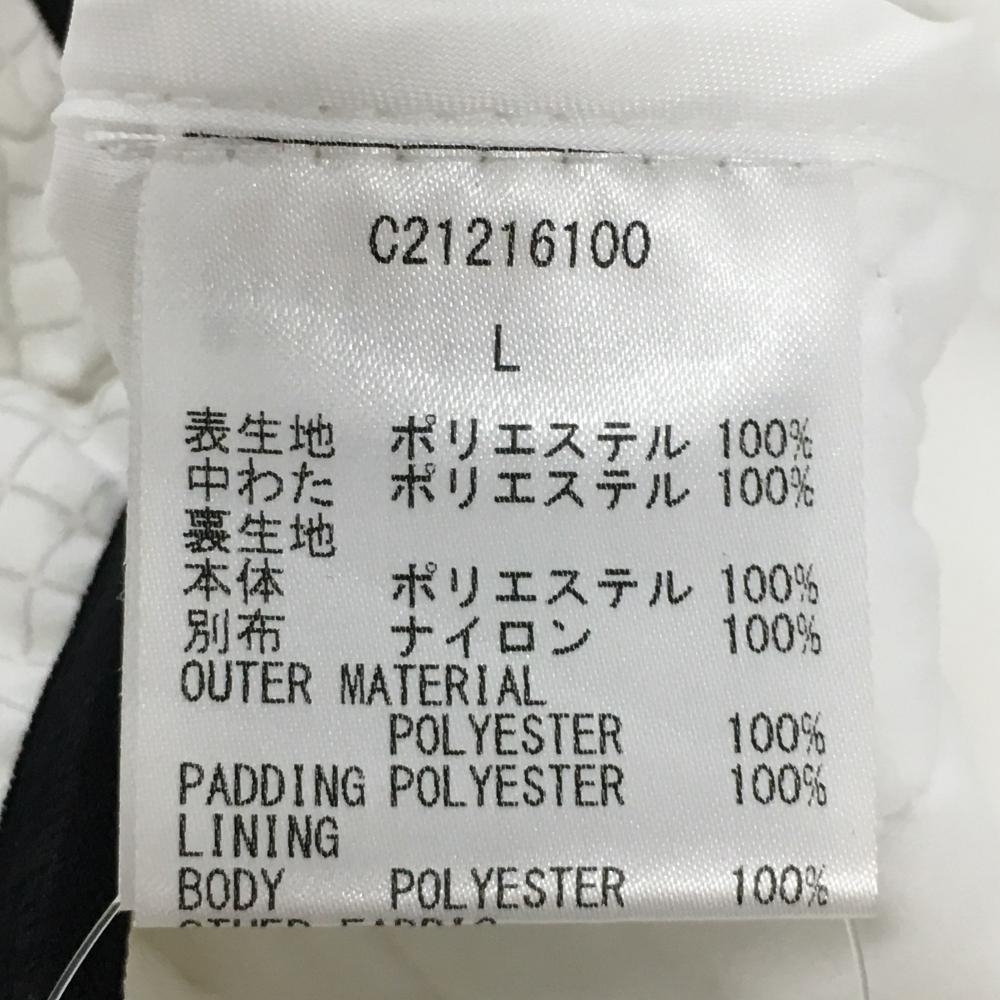 C21216100
L
表生地 ポリエステル 100%
中わた ポリエステル 100%
裏生地
本体 ポリエステル 100%
別布 ナイロン 100%
OUTER MATERIAL
POLYESTER 100%
PADDING POLYESTER 100%
LINING
BODY POLYESTER 100%
OTHER FABRIC